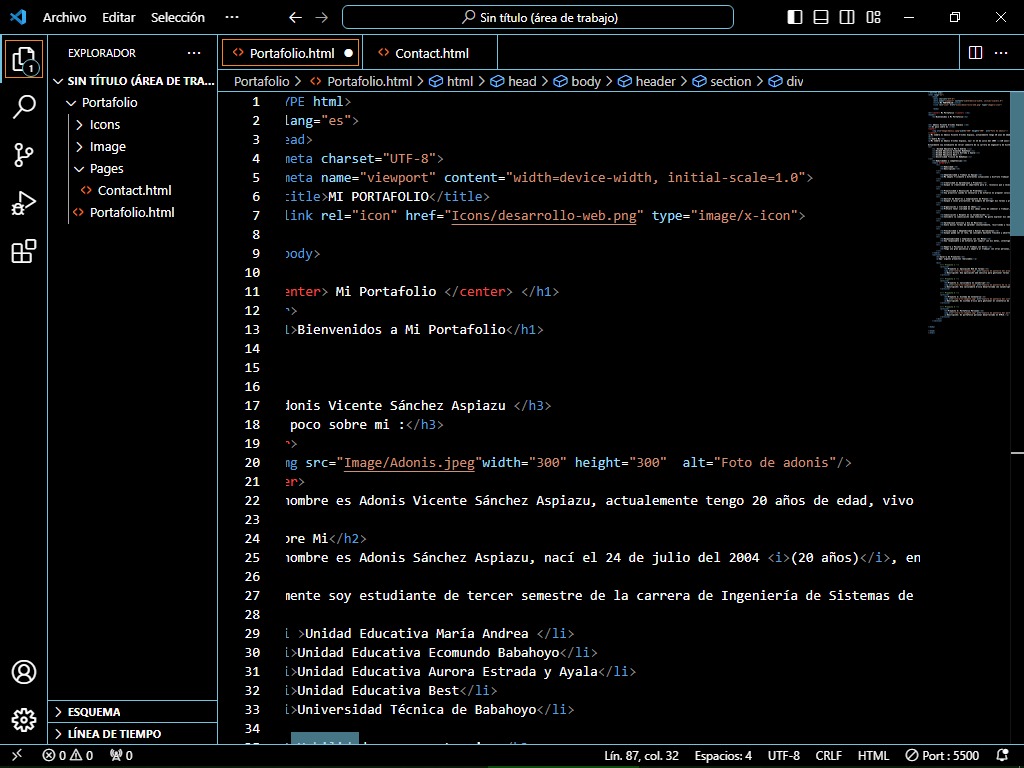 Archivo Editar Selección ··· Sin título (área de trabajo)
EXPLORADOR ···
SIN TÍTULO (ÁREA DE TRA...
Portafolio
Icons
Image
Pages
Contact.html
Portafolio.html
1
ESQUEMA
LÍNEA DE TIEMPO
Portafolio.html ● Contact.html
Portafolio > Portafolio.html > html > head > body > header > section > div
1 YPE html>
2 lang="es">
3 ead>
4 meta charset="UTF-8">
5 meta name="viewport" content="width=device-width, initial-scale=1.0">
6 title>MI PORTAFOLIO</title>
7 link rel="icon" href="Icons/desarrollo-web.png" type="image/x-icon">
8
9 body>
10
11 enter> Mi Portafolio </center> </h1>
12 r>
13 1>Bienvenidos a Mi Portafolio</h1>
14
15
16
17 donis Vicente Sánchez Aspiazu </h3>
18 poco sobre mi :</h3>
19 r>
20 mg src="Image/Adonis.jpeg"width="300" height="300"  alt="Foto de adonis"/>
21 er>
22 nombre es Adonis Vicente Sánchez Aspiazu, actualemente tengo 20 años de edad, vivo
23
24 bre Mi</h2>
25 nombre es Adonis Sánchez Aspiazu, nací el 24 de julio del 2004 <i>(20 años)</i>, en
26
27 mente soy estudiante de tercer semestre de la carrera de Ingeniería de Sistemas de
28
29 i >Unidad Educativa María Andrea </li>
30 i>Unidad Educativa Ecomundo Babahoyo</li>
31 i>Unidad Educativa Aurora Estrada y Ayala</li>
32 i>Unidad Educativa Best</li>
33 i>Universidad Técnica de Babahoyo</li>
34
0 0 0 Lín. 87, col. 32 Espacios: 4 UTF-8 CRLF HTML Port : 5500